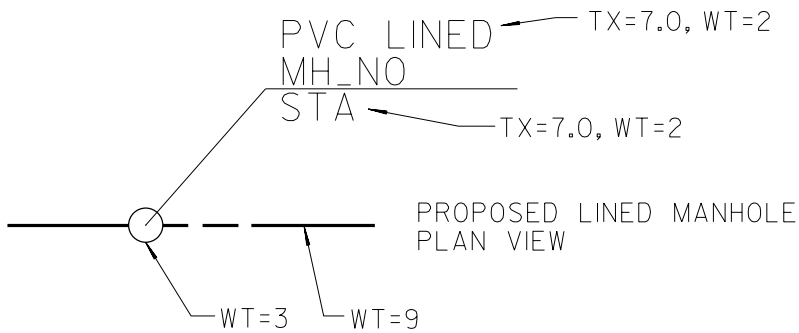 PVC LINED
TX=7.0, WT=2
MH_NO
STA
TX=7.0, WT=2
PROPOSED LINED MANHOLE
PLAN VIEW
WT=3
WT=9